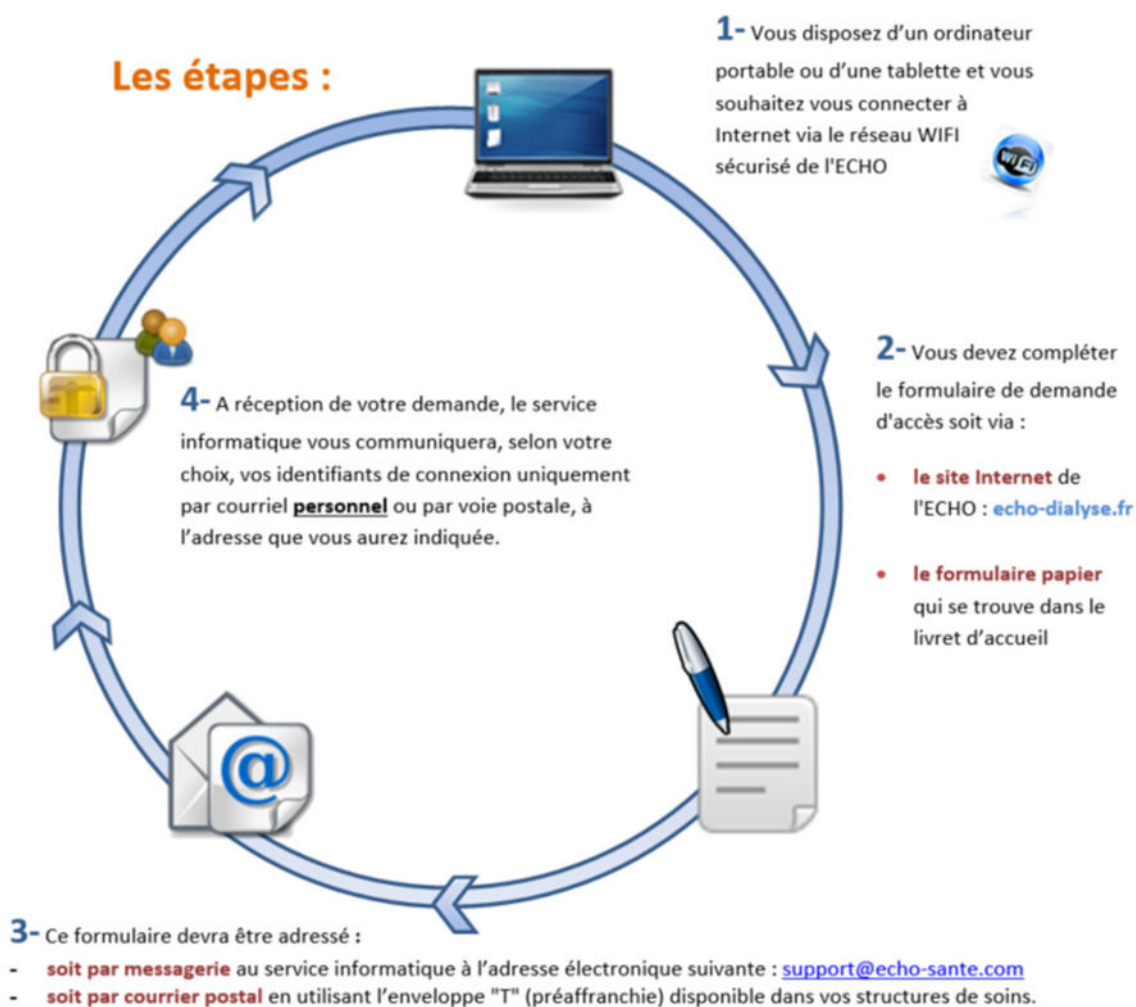 Les étapes :
1- Vous disposez d'un ordinateur
portable ou d'une tablette et vous
souhaitez vous connecter à
Internet via le réseau WIFI
sécurisé de l'ECHO
WiFi
2- Vous devez compléter
le formulaire de demande
d'accès soit via :
• le site Internet de
l'ECHO : echo-dialyse.fr
• le formulaire papier
qui se trouve dans le
livret d'accueil
3- Ce formulaire devra être adressé :
- soit par messagerie au service informatique à l'adresse électronique suivante : support@echo-sante.com
- soit par courrier postal en utilisant l'enveloppe "T" (préaffranchie) disponible dans vos structures de soins.
4- A réception de votre demande, le service
informatique vous communiquera, selon votre
choix, vos identifiants de connexion uniquement
par courriel personnel ou par voie postale, à
l'adresse que vous aurez indiquée.
@